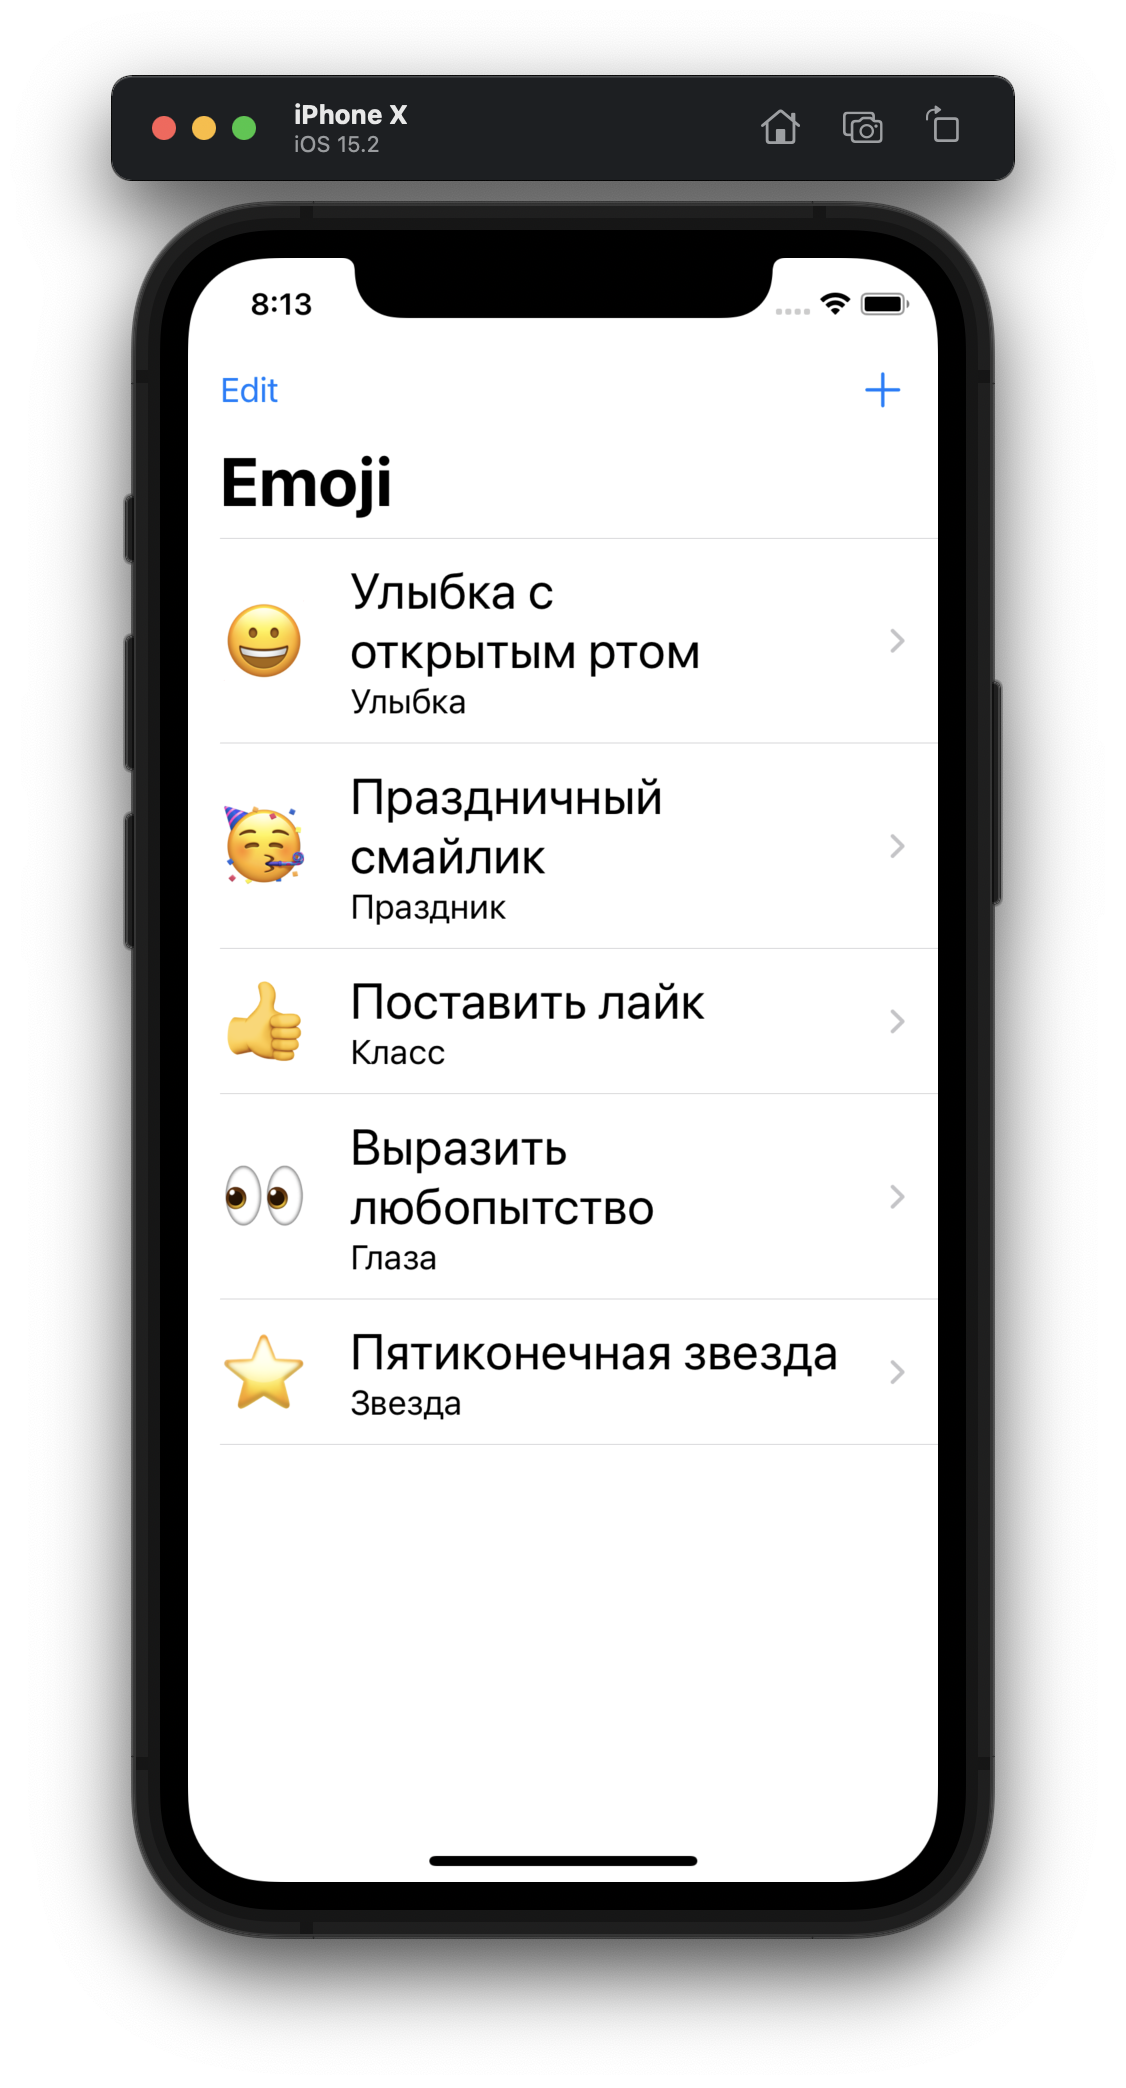 iPhone X
iOS 15.2
8:13
Edit
Emoji
Улыбка с
открытым ртом
Улыбка
Праздничный
смайлик
Праздник
Поставить лайк
Класс
Выразить
любопытство
Глаза
Пятиконечная звезда
Звезда